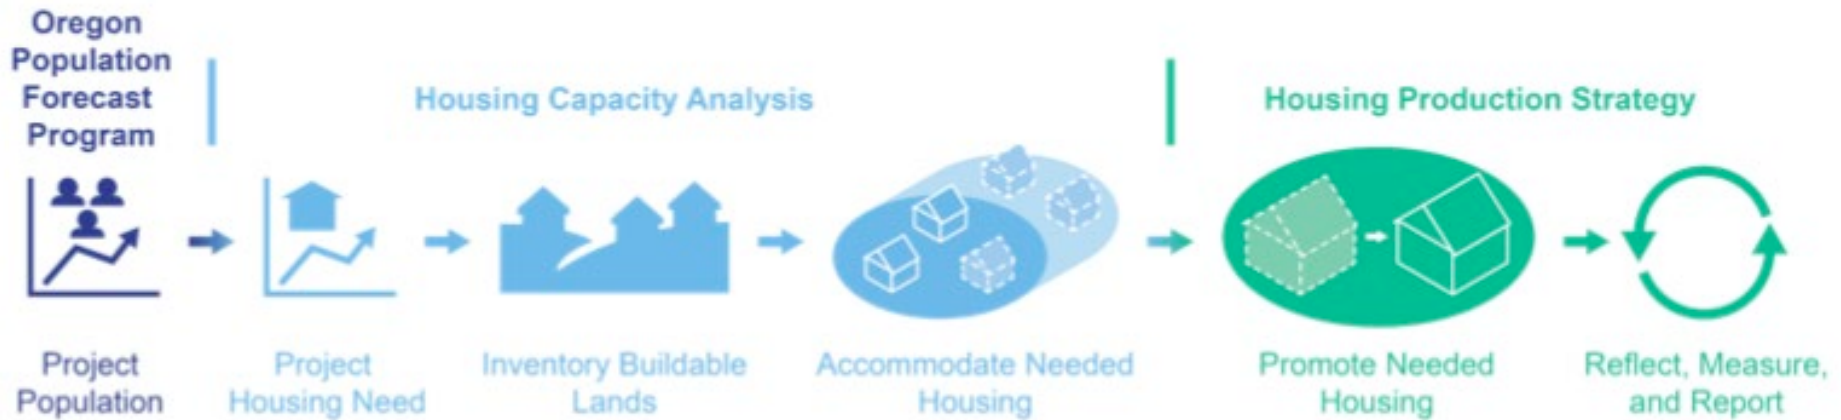 Oregon
Population
Forecast
Program
Housing Capacity Analysis
Housing Production Strategy
Project
Population
Project
Housing Need
Inventory Buildable
Lands
Accommodate Needed
Housing
Promote Needed
Housing
Reflect, Measure,
and Report